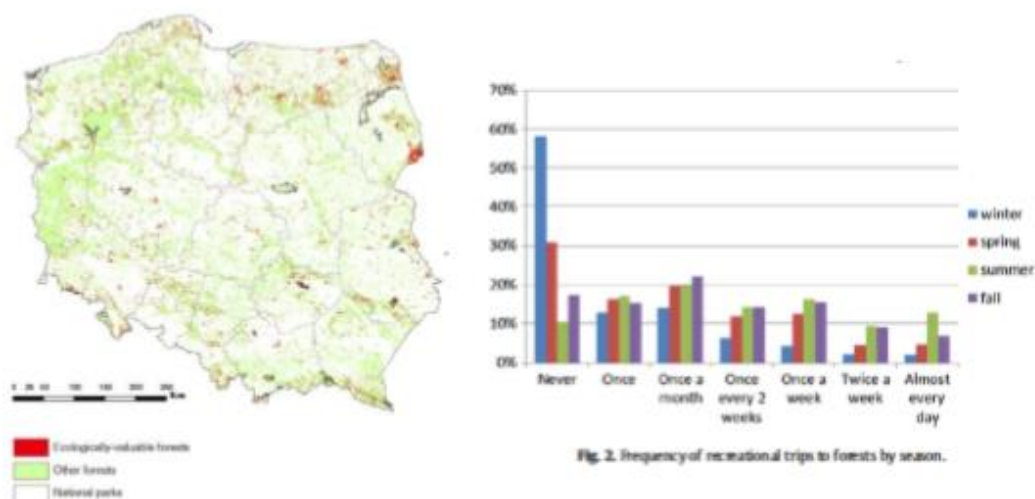 Ecologically-valuable forests
Other forests
National parks
70%
60%
50%
40%
30%
20%
10%
0%
Never
Once
Once a month
Once every 2 weeks
Once a week
Twice a week
Almost every day
winter
spring
summer
fall
Fig. 2. Frequency of recreational trips to forests by season.